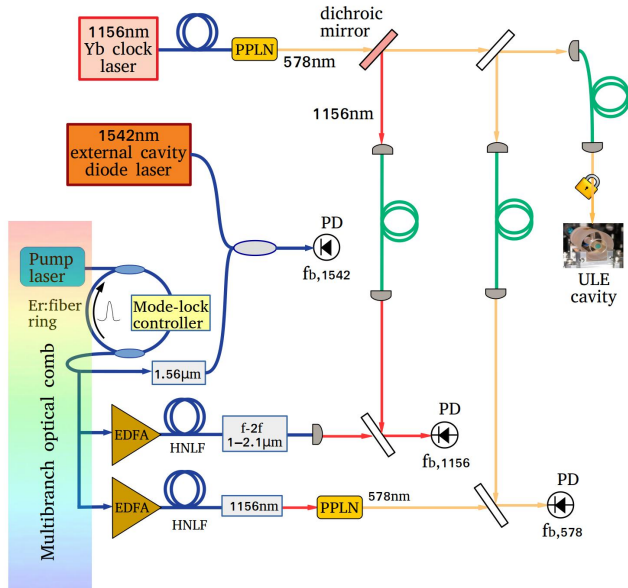 1156nm
Yb clock
laser
PPLN
578nm
dichroic
mirror
1156nm
1542nm
external cavity
diode laser
PD
fb,1542
ULE
cavity
Pump
laser
Er:fiber
ring
Mode-lock
controller
1.56μm
Multibranch optical comb
EDFA
HNLF
f-2f
1–2.1μm
PD
fb,1156
EDFA
HNLF
1156nm
PPLN
578nm
PD
fb,578